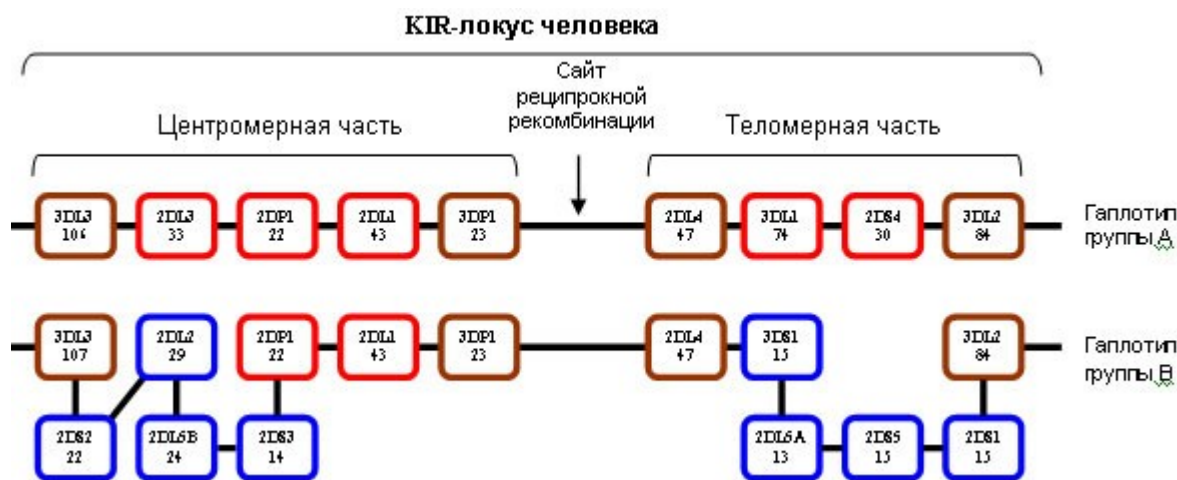 KIR-локус человека
Сайт
реципрокной
рекомбинации
Центромерная часть
Теломерная часть
3DL3
106
2DL3
33
2DP1
22
2DL1
43
3DP1
23
2DL4
47
3DL1
74
2DS4
30
3DL2
84
Гаплотип
группы A
3DL3
107
2DL2
29
2DP1
22
2DL1
43
3DP1
23
2DL4
47
3DS1
15
3DL2
84
Гаплотип
группы B
2DS2
22
2DL5B
24
2DS3
14
2DL5A
13
2DS5
15
2DS1
15